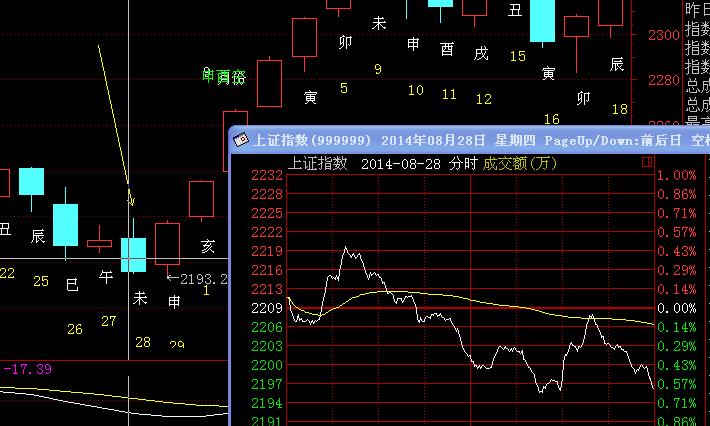 2300
2280
2260
昨日
指数
指数
指数
总成
总成
卯
未
申
酉
戌
丑
寅
卯
辰
寅
5
9
10
11
12
15
16
18
丑
辰
巳
午
未
申
亥
22
25
26
27
28
29
1
←2193.2
-17.39
上证指数(999999) 2014年08月28日 星期四 PageUp/Down:前后日 空格
上证指数 2014-08-28 分时 成交额(万)
2232 1.00%
2228 0.86%
2225 0.71%
2222 0.57%
2219 0.43%
2216 0.29%
2213 0.14%
2209 0.00%
2206 0.14%
2203 0.29%
2200 0.43%
2197 0.57%
2194 0.71%
2191 0.86%